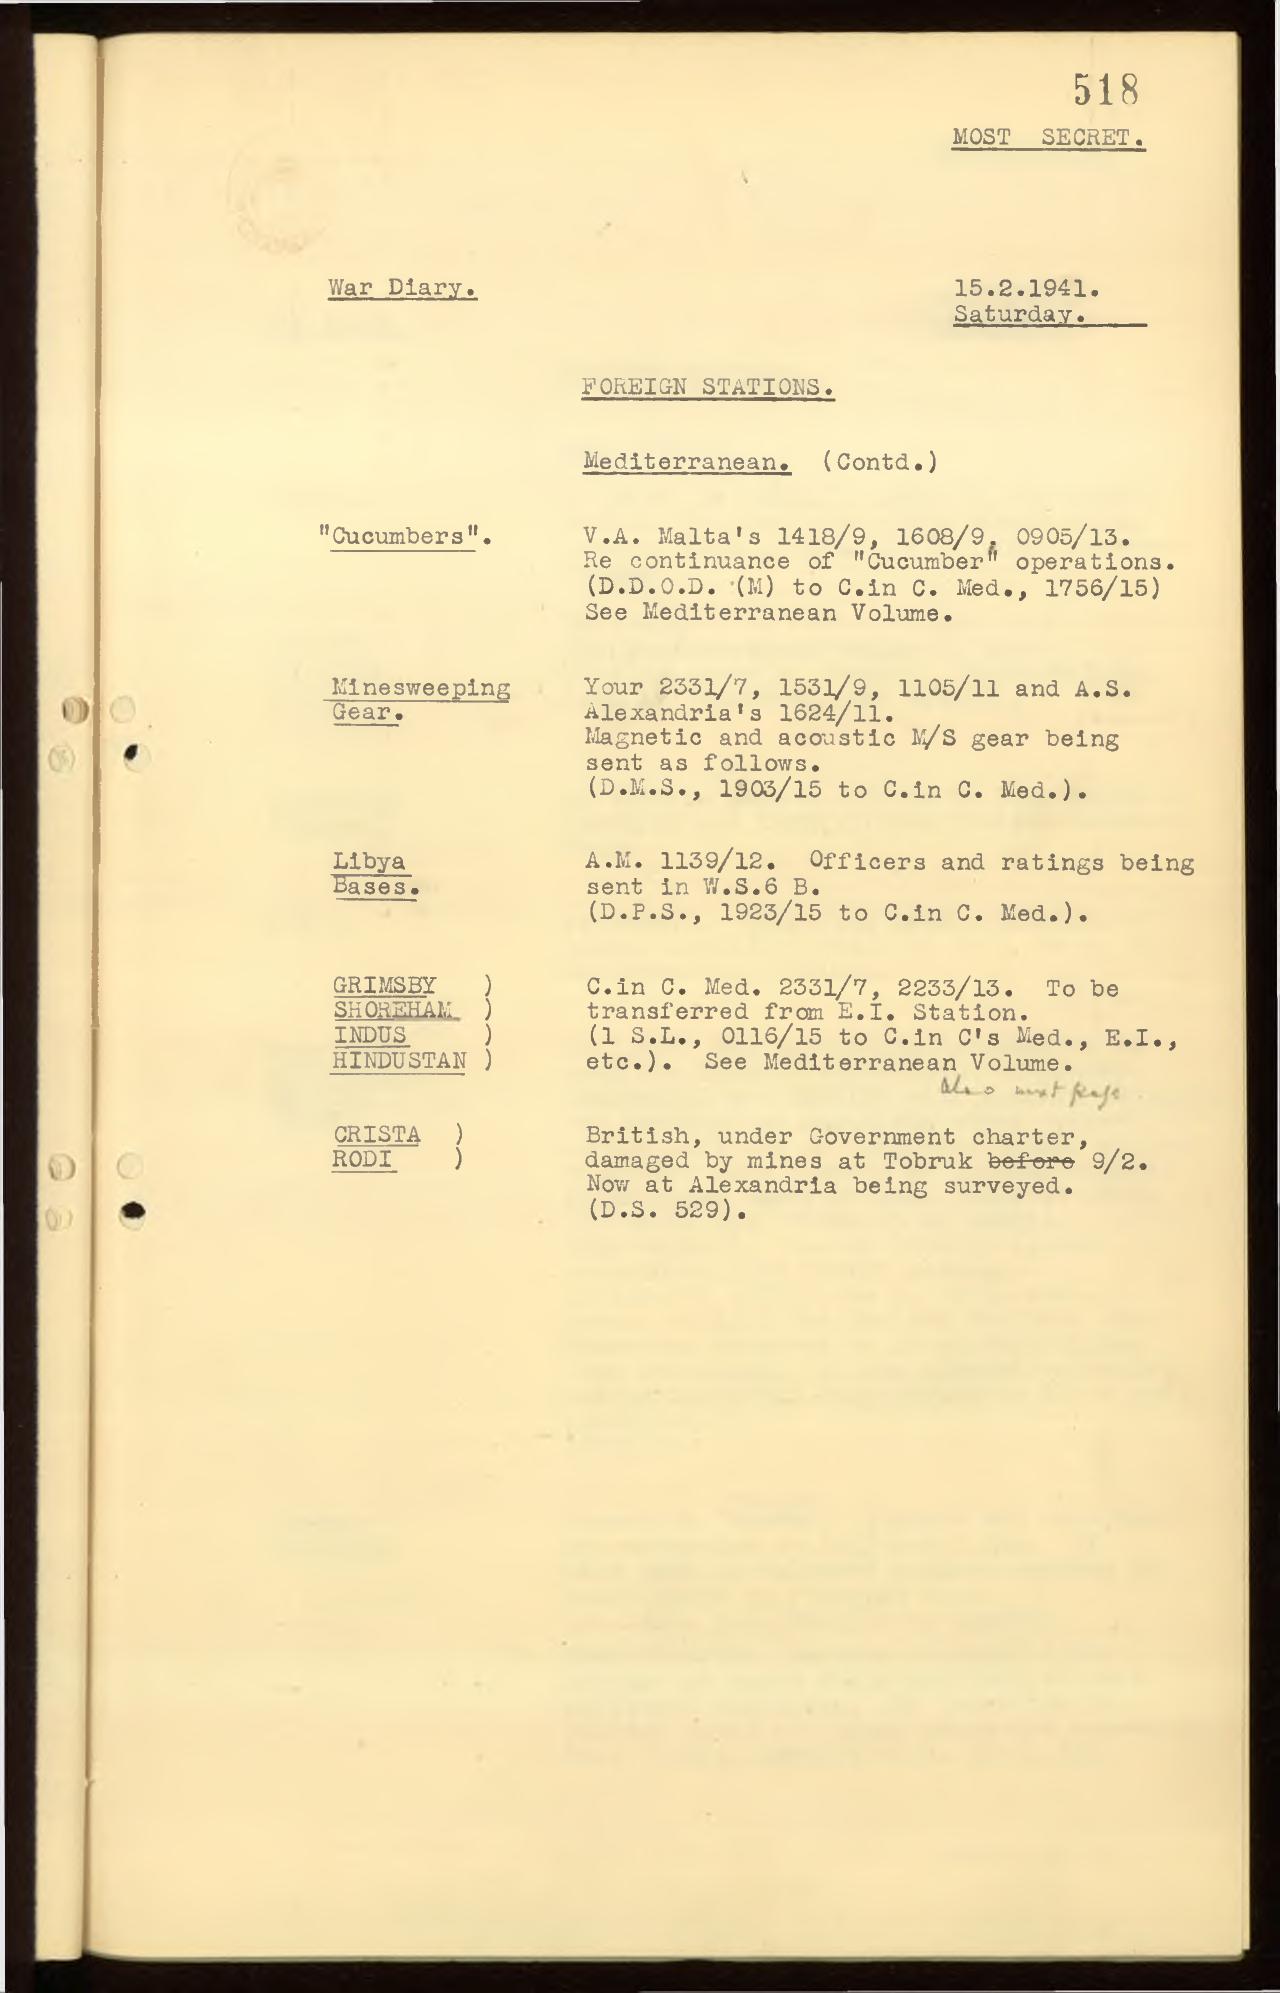 518
MOST SECRET.
War Diary.
15.2.1941.
Saturday.
FOREIGN STATIONS.
Mediterranean. (Contd.)
"Cucumbers".
V.A. Malta's 1418/9, 1608/9, 0905/13.
Re continuance of "Cucumber" operations.
(D.D.O.D. (M) to C.in C. Med., 1756/15)
See Mediterranean Volume.
Minesweeping
Gear.
Your 2331/7, 1531/9, 1105/11 and A.S.
Alexandria's 1624/11.
Magnetic and acoustic M/S gear being
sent as follows.
(D.M.S., 1903/15 to C.in C. Med.).
Libya
Bases.
A.M. 1139/12. Officers and ratings being
sent in W.S.6 B.
(D.P.S., 1923/15 to C.in C. Med.).
GRIMSBY )
SHOREHAM )
INDUS )
HINDUSTAN )
C.in C. Med. 2331/7, 2233/13. To be
transferred from E.I. Station.
(1 S.L., 0116/15 to C.in C's Med., E.I.,
etc.). See Mediterranean Volume.
Also next page.
CRISTA )
RODI )
British, under Government charter,
damaged by mines at Tobruk before 9/2.
Now at Alexandria being surveyed.
(D.S. 529).